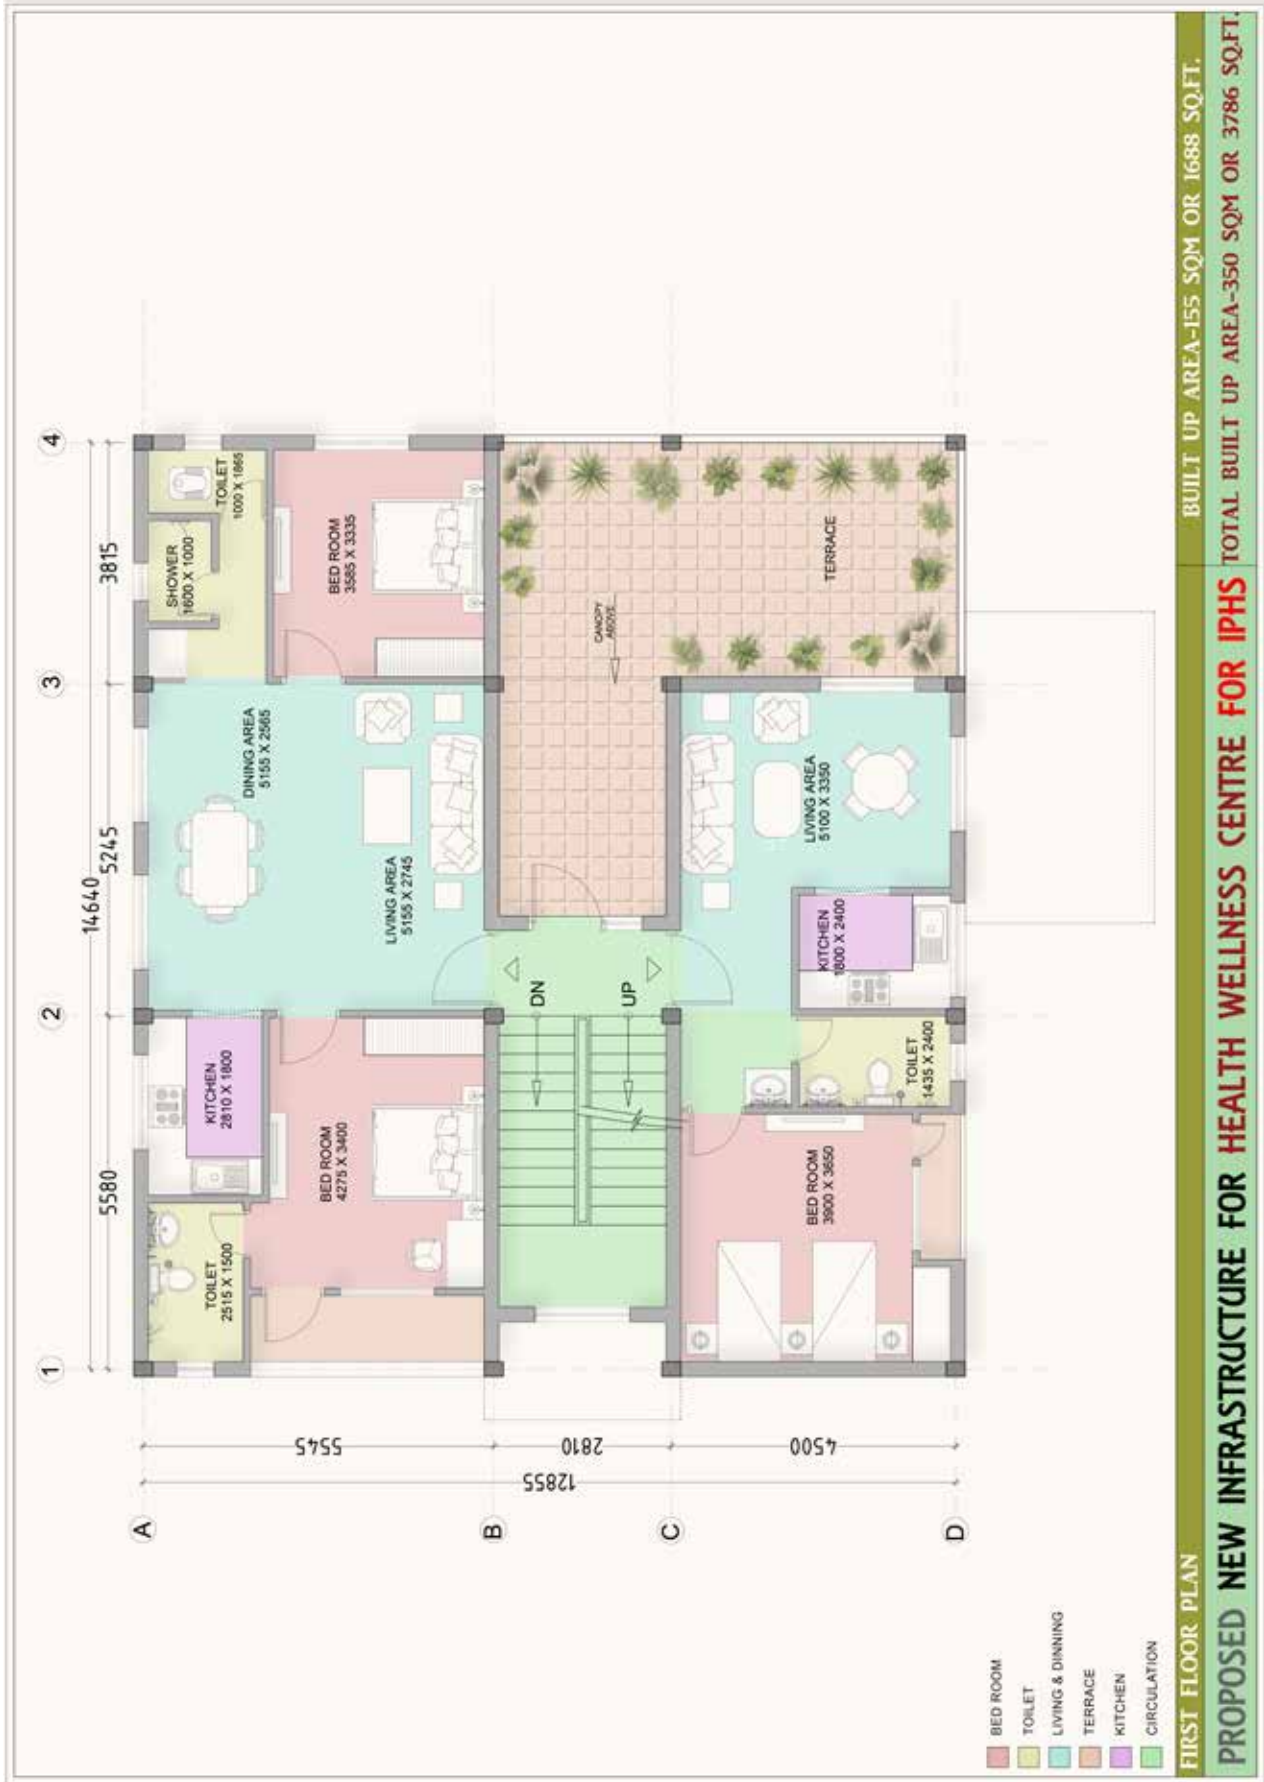 1
2
3
4
14640
5580
5245
3815
A
B
C
D
5545
2810
4500
12855
TOILET
2515 X 1500
KITCHEN
2810 X 1800
BED ROOM
4275 X 3400
DINING AREA
5155 X 2565
LIVING AREA
5155 X 2745
SHOWER
1600 X 1000
TOILET
1000 X 1865
BED ROOM
3585 X 3335
DN
UP
CANOPY
ABOVE
TERRACE
BED ROOM
3900 X 3650
TOILET
1435 X 2400
KITCHEN
1800 X 2400
LIVING AREA
5100 X 3350
BED ROOM
TOILET
LIVING & DINNING
TERRACE
KITCHEN
CIRCULATION
FIRST FLOOR PLAN
BUILT UP AREA-155 SQM OR 1688 SQ.FT.
PROPOSED NEW INFRASTRUCTURE FOR HEALTH WELLNESS CENTRE FOR IPHS
TOTAL BUILT UP AREA-350 SQM OR 3786 SQ.FT.